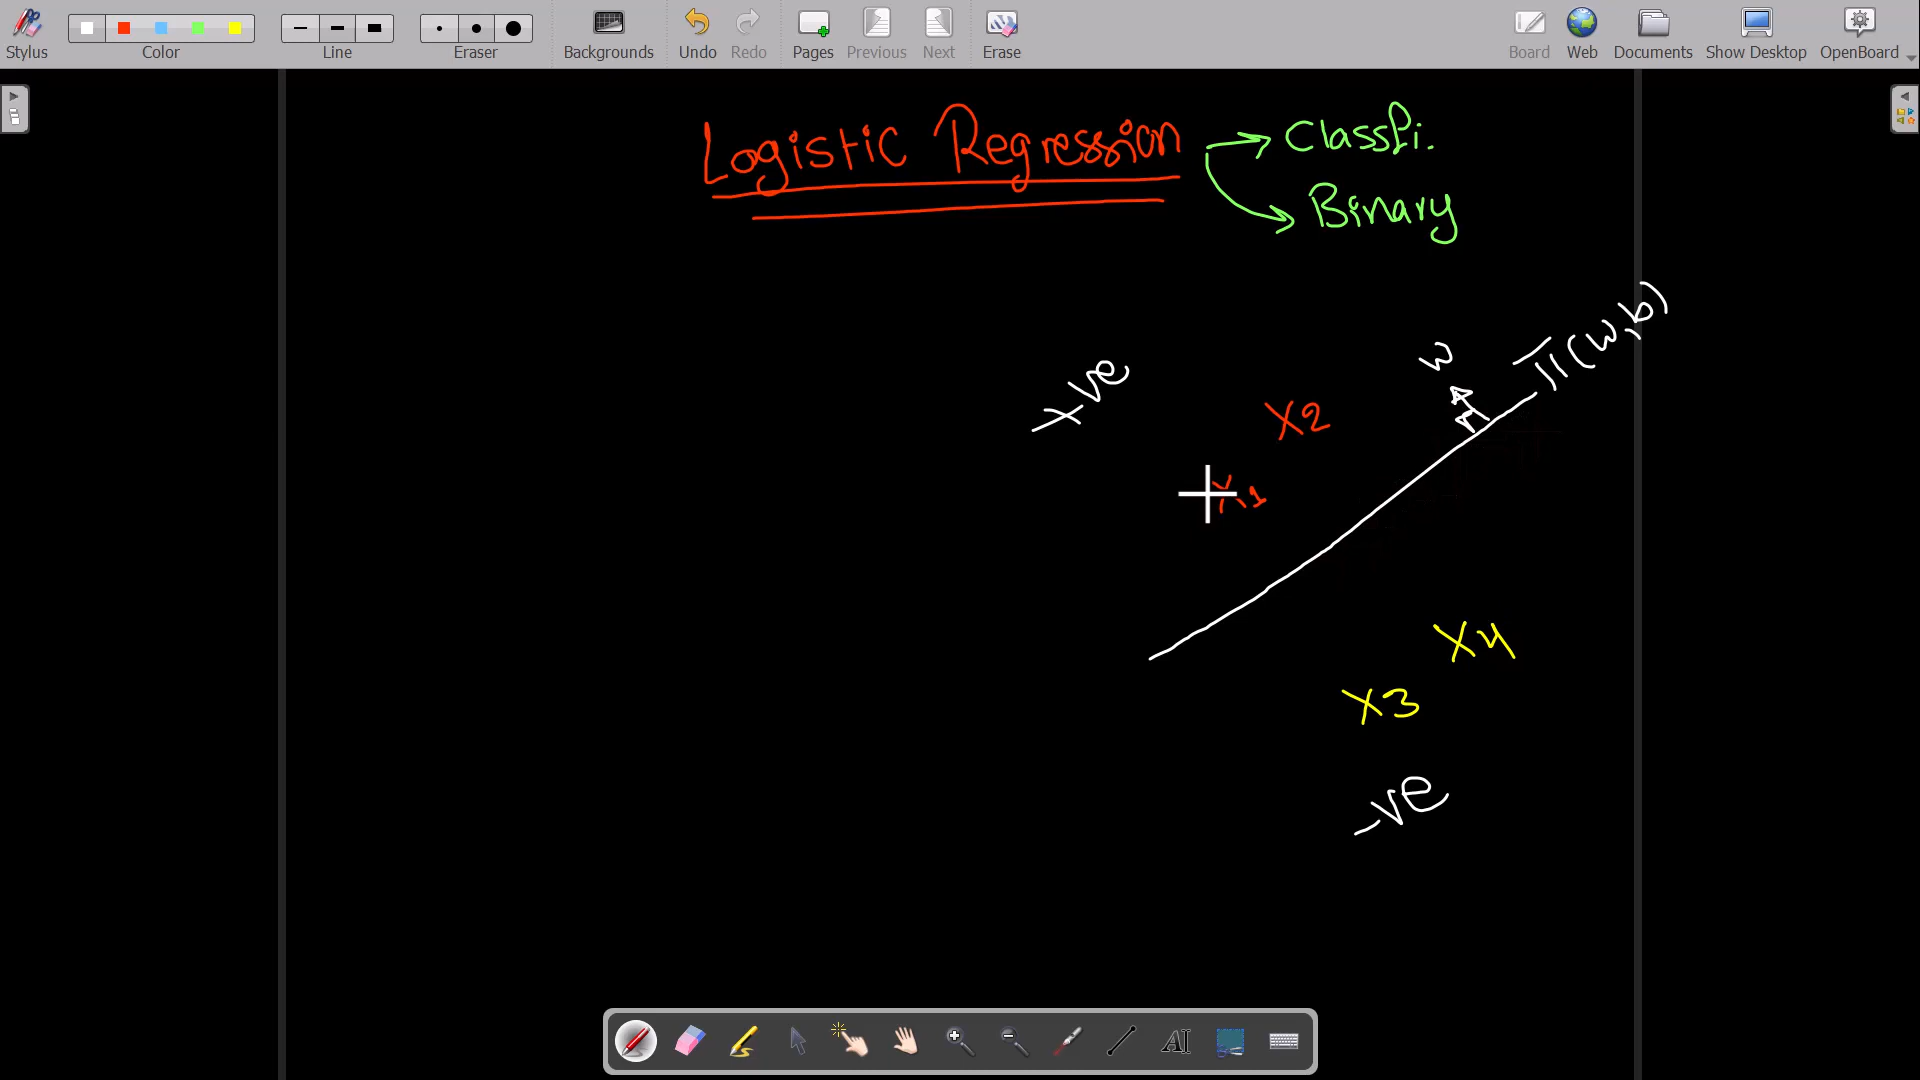 Stylus Color Line Eraser Backgrounds Undo Redo Pages Previous Next Erase Board Web Documents Show Desktop OpenBoard
Logistic Regression
Classfi.
Binary
π(w,b)
w
+ve
X2
X1
X4
X3
-ve
AI